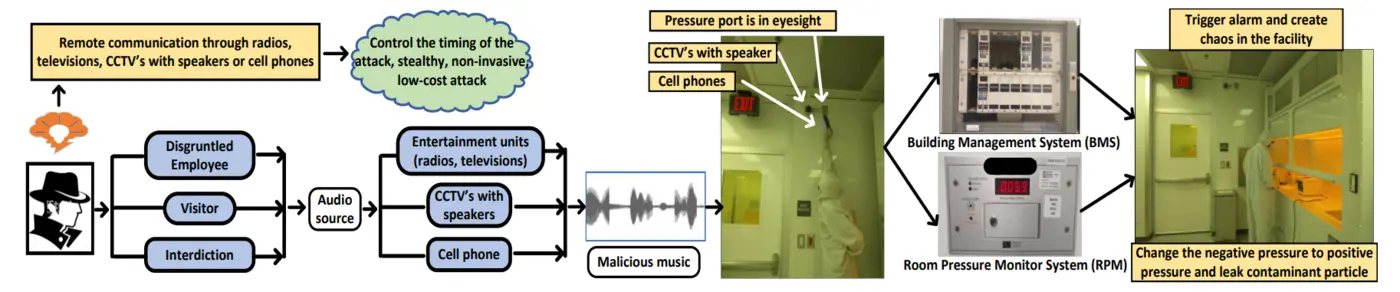 Remote communication through radios,
televisions, CCTV's with speakers or cell phones
Control the timing of the
attack, stealthy, non-invasive,
low-cost attack
Disgruntled
Employee
Visitor
Interdiction
Audio
source
Entertainment units
(radios, televisions)
CCTV's with
speakers
Cell phone
Malicious music
Pressure port is in eyesight
CCTV's with speaker
Cell phones
EXIT
Building Management System (BMS)
Room Pressure Monitor System (RPM)
Trigger alarm and create
chaos in the facility
EXIT
Change the negative pressure to positive
pressure and leak contaminant particle